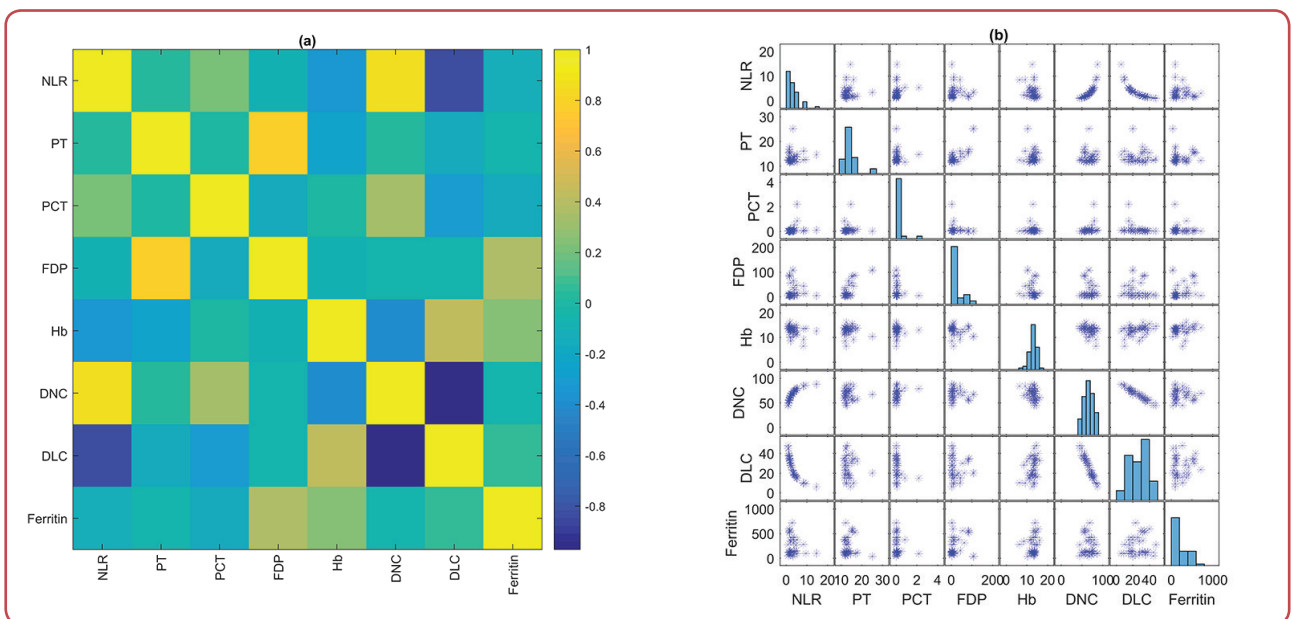 (a)
NLR
PT
PCT
FDP
Hb
DNC
DLC
Ferritin
NLR
PT
PCT
FDP
Hb
DNC
DLC
Ferritin
1
0.8
0.6
0.4
0.2
0
-0.2
-0.4
-0.6
-0.8
(b)
NLR
20
10
0
PT
30
20
10
PCT
4
2
0
FDP
200
100
0
Hb
20
10
0
DNC
100
50
0
DLC
40
20
0
Ferritin
1000
500
0
0 10 20 10 20 30 0 2 4 0 200 0 10 20 0 100 0 20 40 0 1000
NLR PT PCT FDP Hb DNC DLC Ferritin